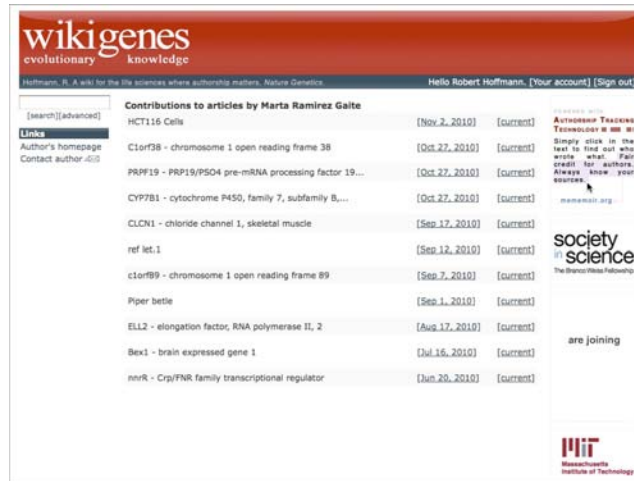 wikigenes
evolutionary knowledge
Hoffmann, R. A wiki for the life sciences where authorship matters. Nature Genetics.
Hello Robert Hoffmann. [Your account] [Sign out]
[search][advanced]
Links
Author's homepage
Contact author
Contributions to articles by Marta Ramirez Gaite
HCT116 Cells [Nov 2, 2010] [current]
C1orf38 - chromosome 1 open reading frame 38 [Oct 27, 2010] [current]
PRPF19 - PRP19/PSO4 pre-mRNA processing factor 19... [Oct 27, 2010] [current]
CYP7B1 - cytochrome P450, family 7, subfamily B,... [Oct 27, 2010] [current]
CLCN1 - chloride channel 1, skeletal muscle [Sep 17, 2010] [current]
ref let.1 [Sep 12, 2010] [current]
c1orf89 - chromosome 1 open reading frame 89 [Sep 7, 2010] [current]
Piper betle [Sep 1, 2010] [current]
ELL2 - elongation factor, RNA polymerase II, 2 [Aug 17, 2010] [current]
Bex1 - brain expressed gene 1 [Jul 16, 2010] [current]
nnrR - Crp/FNR family transcriptional regulator [Jun 20, 2010] [current]
AUTHORSHIP TRACKING
TECHNOLOGY
Simply click in the
text to find out who
wrote what. Fair
credit for authors.
Always know your
sources.
mememoir.org
society
in science
The Branco Weiss Fellowship
are joining
MIT
Massachusetts
Institute of Technology